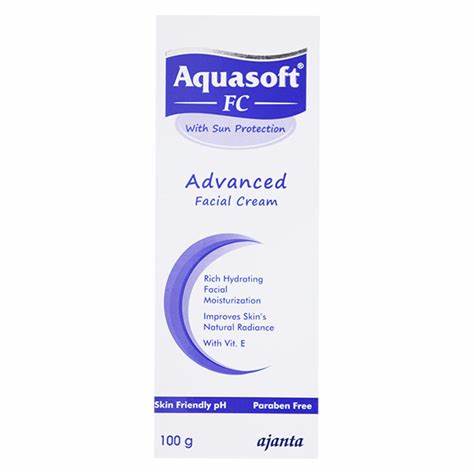 Aquasoft®
FC
With Sun Protection
Advanced
Facial Cream
Rich Hydrating
Facial
Moisturization
Improves Skin's
Natural Radiance
With Vit. E
Skin Friendly pH Paraben Free
100 g ajanta